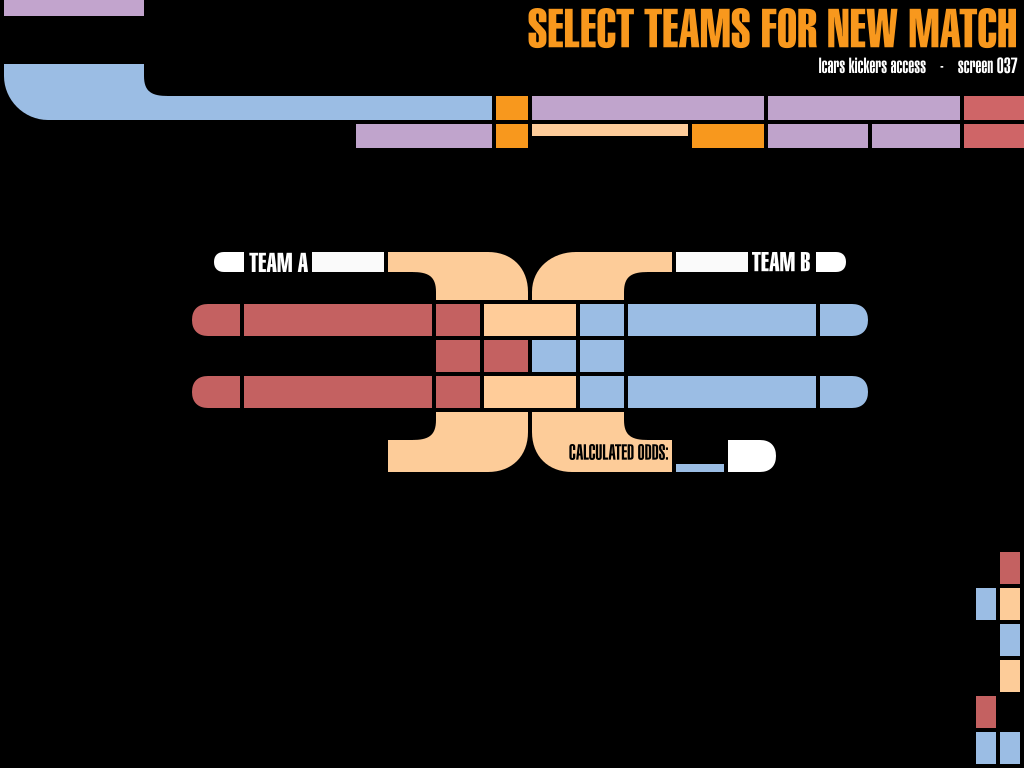 SELECT TEAMS FOR NEW MATCH
lcars kickers access - screen 037
TEAM A
TEAM B
CALCULATED ODDS: